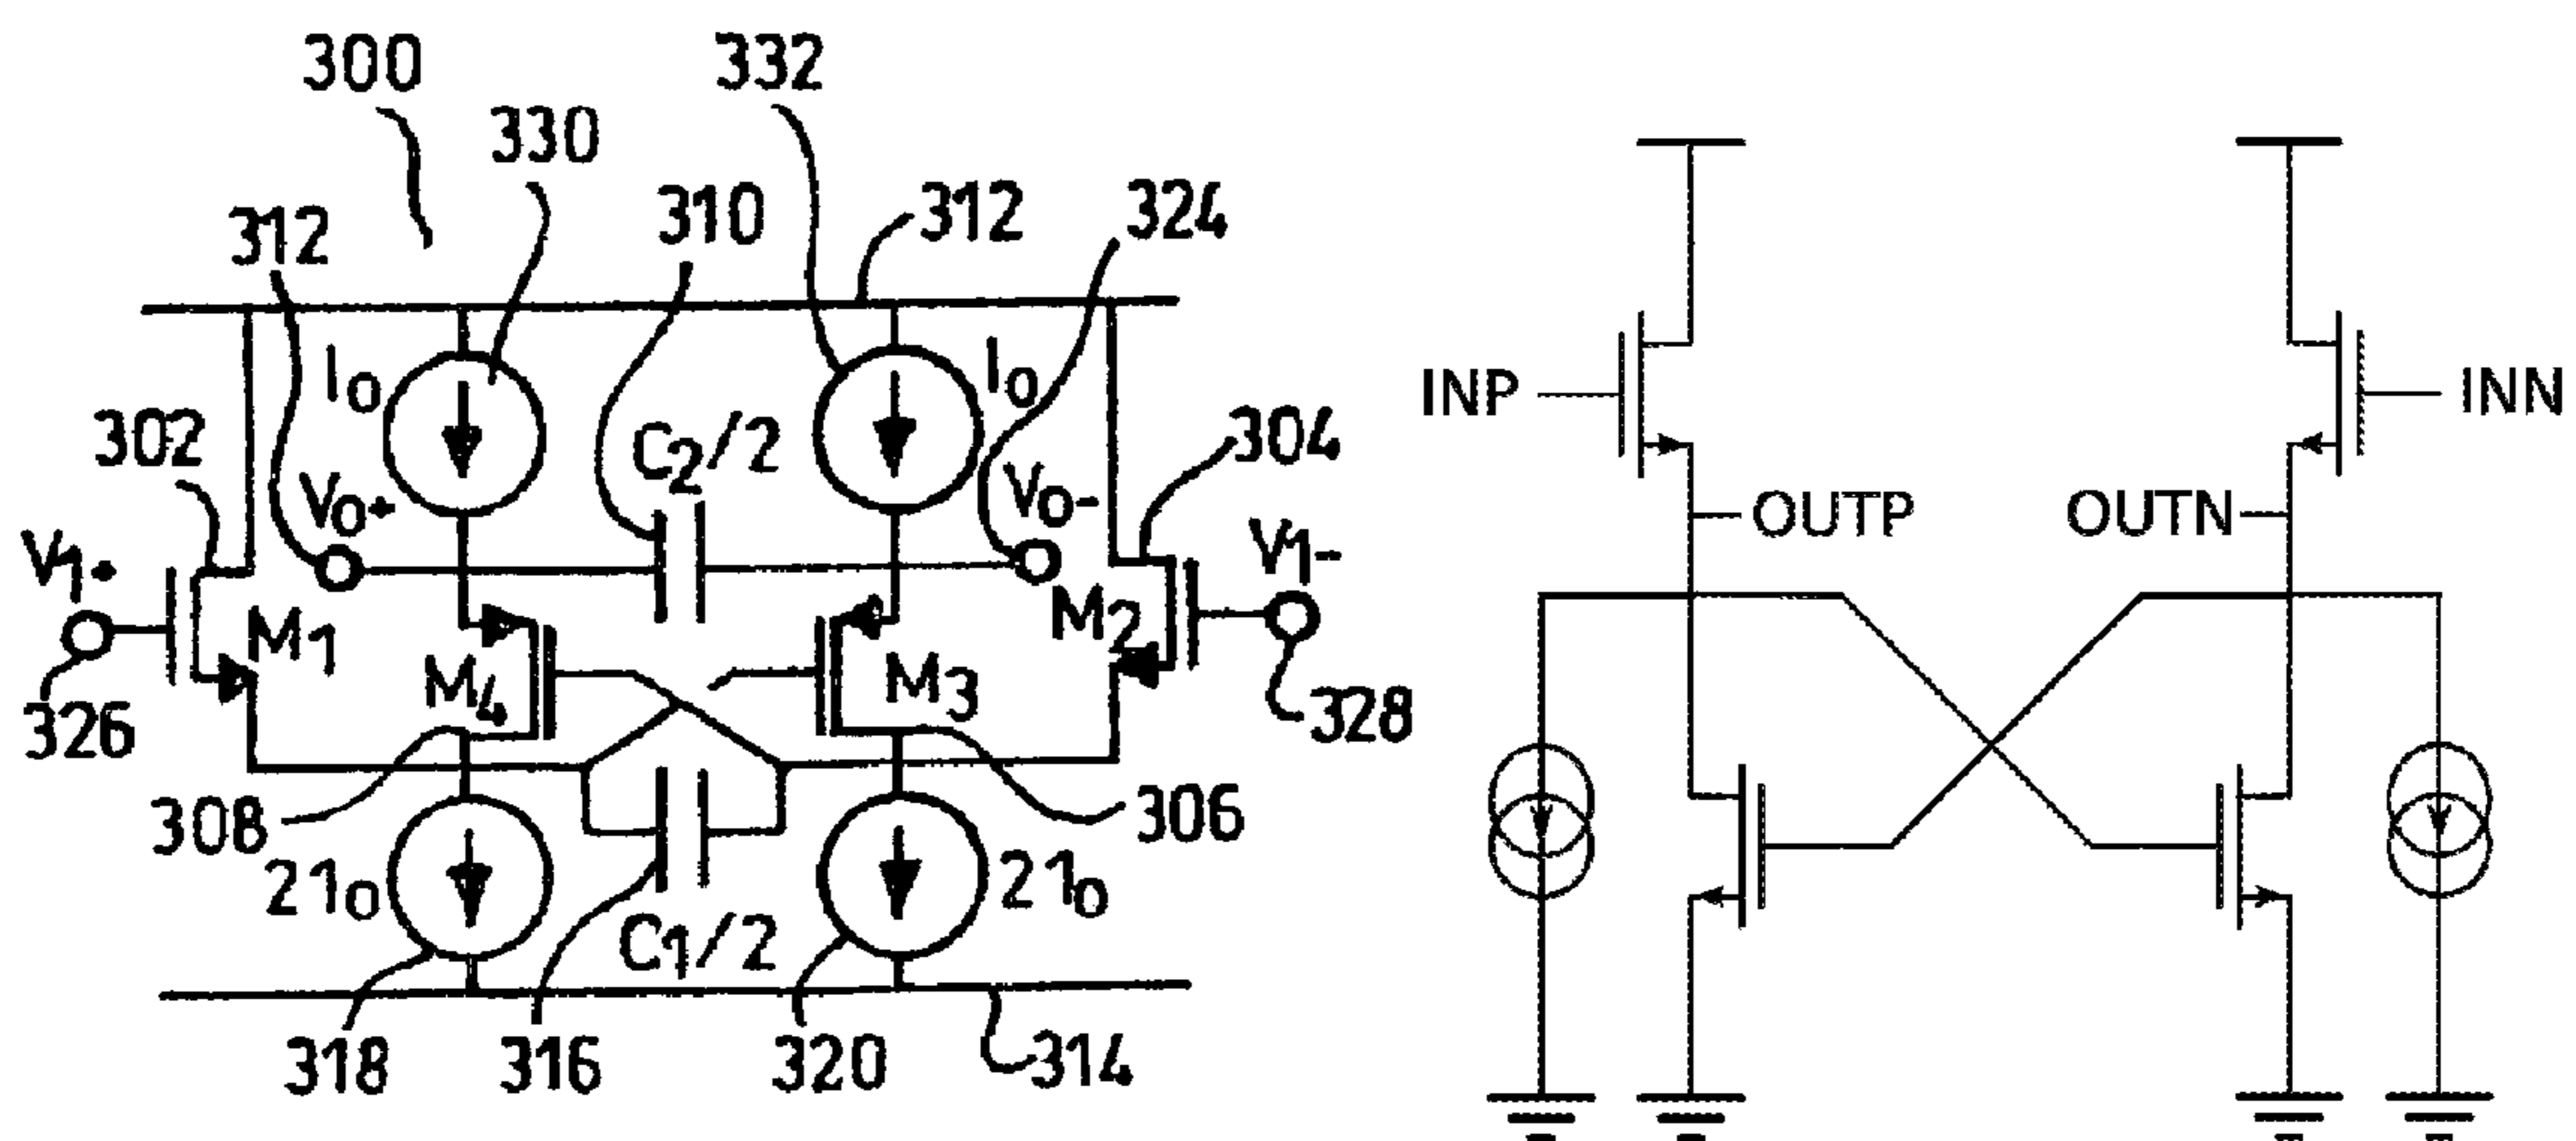 300
332
330
312
310
312
324
I0
I0
302
C2/2
304
V0+
V0-
V1+
V1-
M1
M4
M3
M2
326
328
308
306
2I0
2I0
C1/2
318
316
320
314
INP
INN
OUTP
OUTN